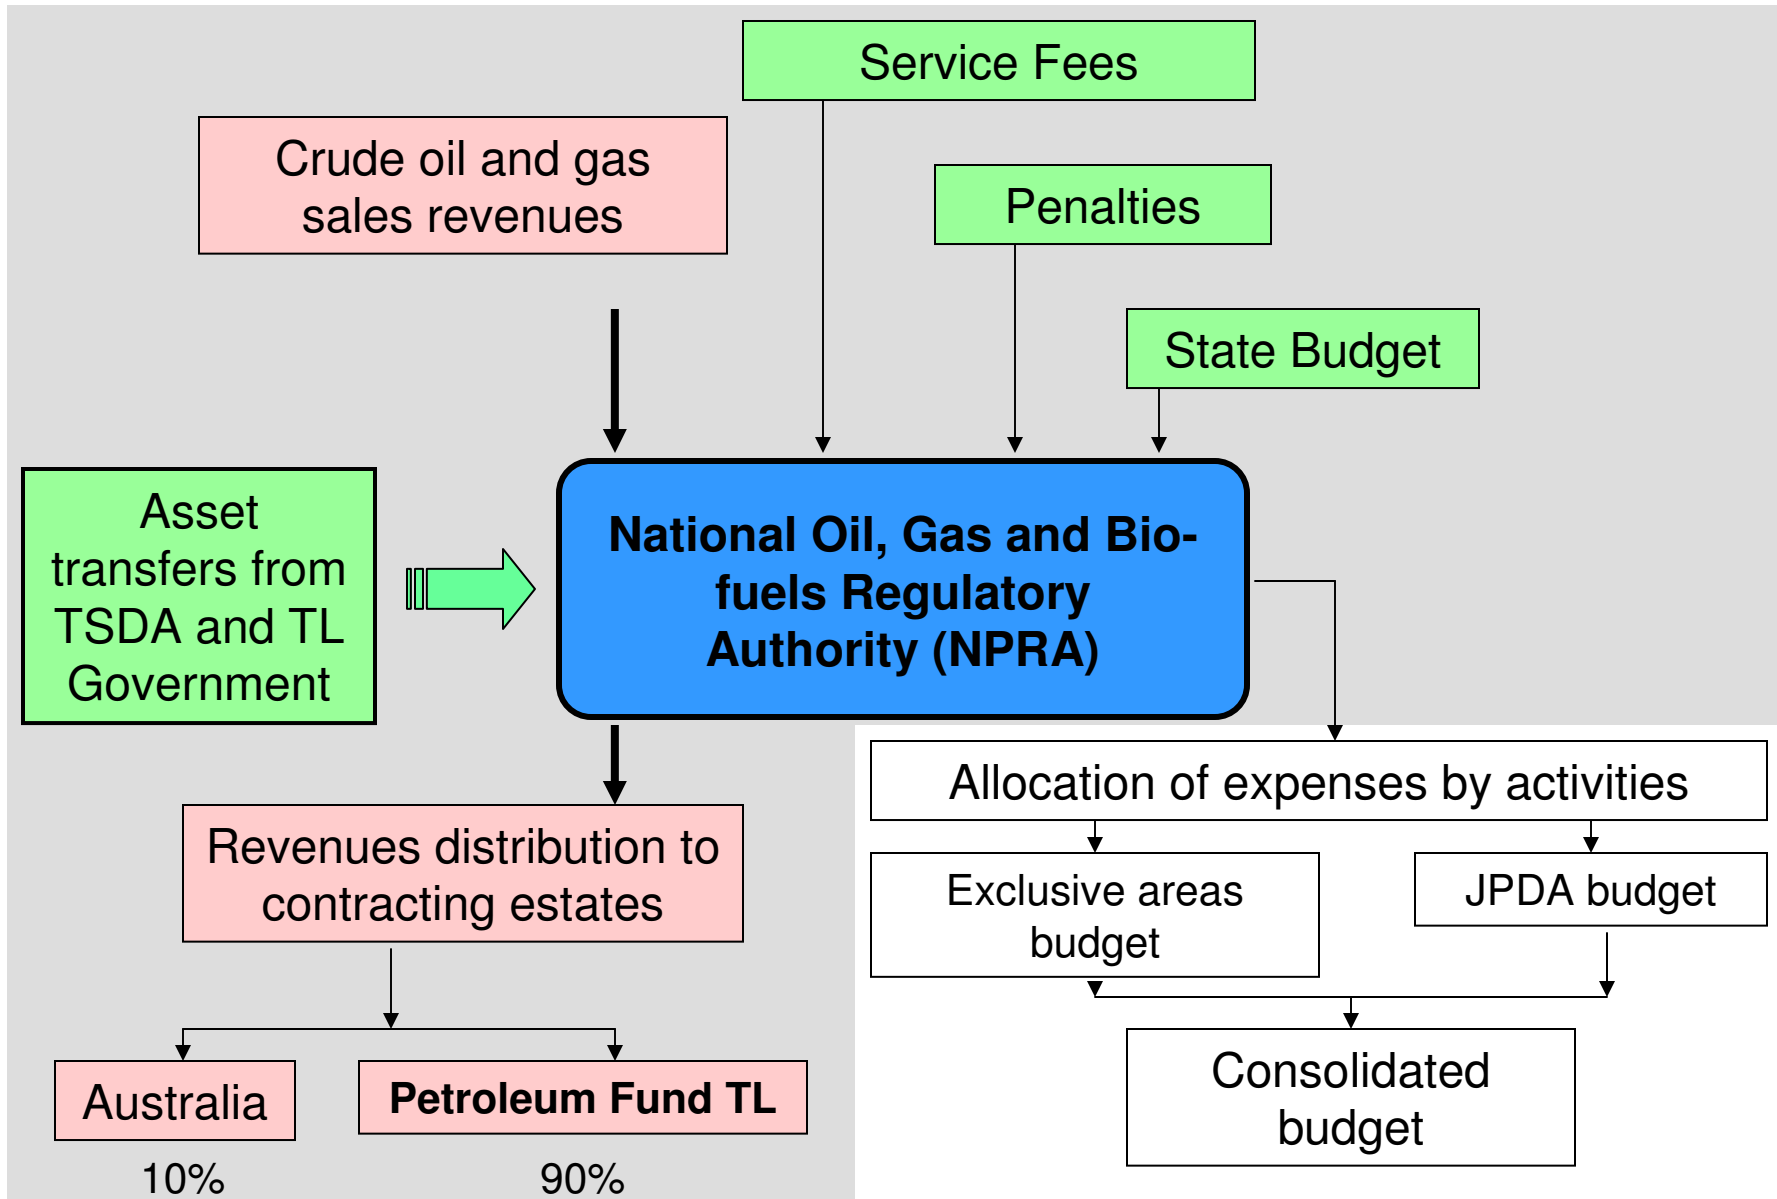 Service Fees
Crude oil and gas
sales revenues
Penalties
State Budget
Asset
transfers from
TSDA and TL
Government
National Oil, Gas and Bio-
fuels Regulatory
Authority (NPRA)
Allocation of expenses by activities
Revenues distribution to
contracting estates
Exclusive areas
budget
JPDA budget
Australia
Petroleum Fund TL
Consolidated
budget
10%
90%